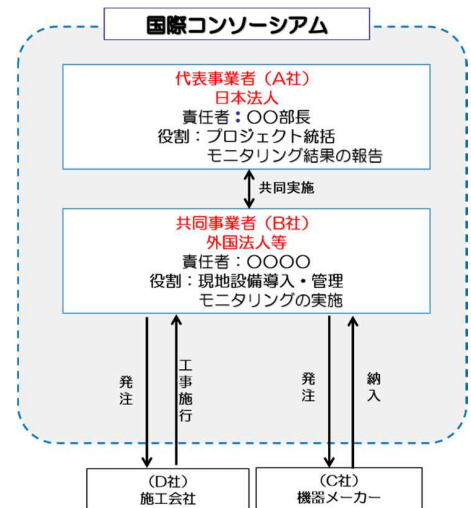 国際コンソーシアム
代表事業者（A社）
日本法人
責任者：〇〇部長
役割：プロジェクト統括
モニタリング結果の報告
共同実施
共同事業者（B社）
外国法人等
責任者：〇〇〇〇
役割：現地設備導入・管理
モニタリングの実施
発注
工事施行
発注
納入
（D社）
施工会社
（C社）
機器メーカー